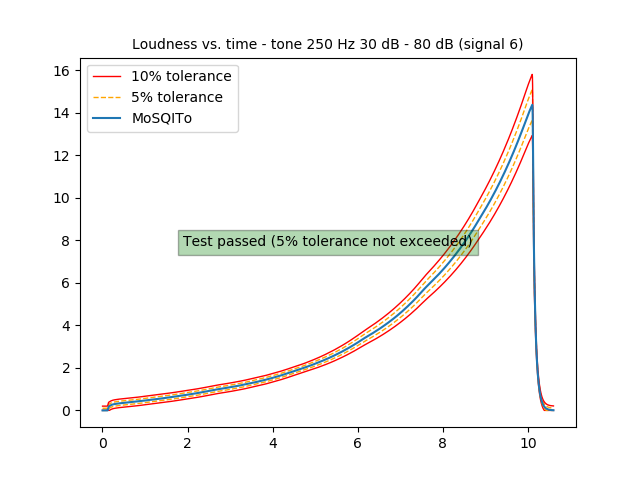 Loudness vs. time - tone 250 Hz 30 dB - 80 dB (signal 6)
10% tolerance
5% tolerance
MoSQITo
Test passed (5% tolerance not exceeded)
16
14
12
10
8
6
4
2
0
0 2 4 6 8 10